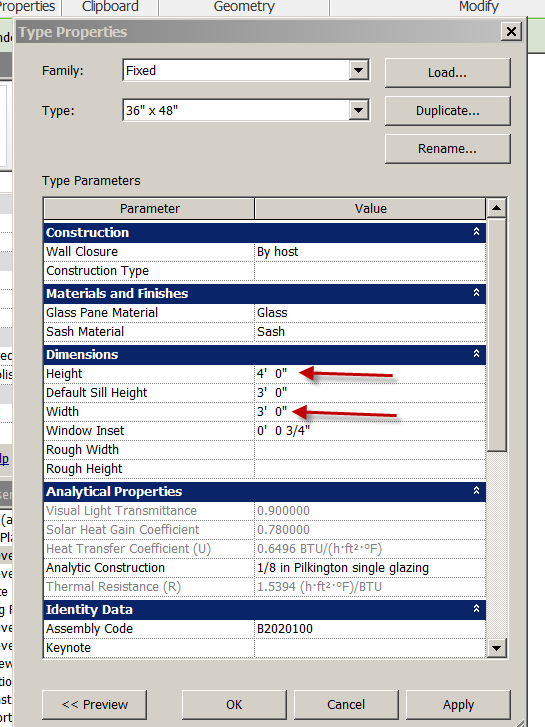 Properties Clipboard Geometry Modify
Type Properties
Family: Fixed Load...
Type: 36" x 48" Duplicate...
Rename...
Type Parameters
Parameter Value
Construction
Wall Closure By host
Construction Type
Materials and Finishes
Glass Pane Material Glass
Sash Material Sash
Dimensions
Height 4' 0"
Default Sill Height 3' 0"
Width 3' 0"
Window Inset 0' 0 3/4"
Rough Width
Rough Height
Analytical Properties
Visual Light Transmittance 0.900000
Solar Heat Gain Coefficient 0.780000
Heat Transfer Coefficient (U) 0.6496 BTU/(h·ft²·°F)
Analytic Construction 1/8 in Pilkington single glazing
Thermal Resistance (R) 1.5394 (h·ft²·°F)/BTU
Identity Data
Assembly Code B2020100
Keynote
<< Preview OK Cancel Apply